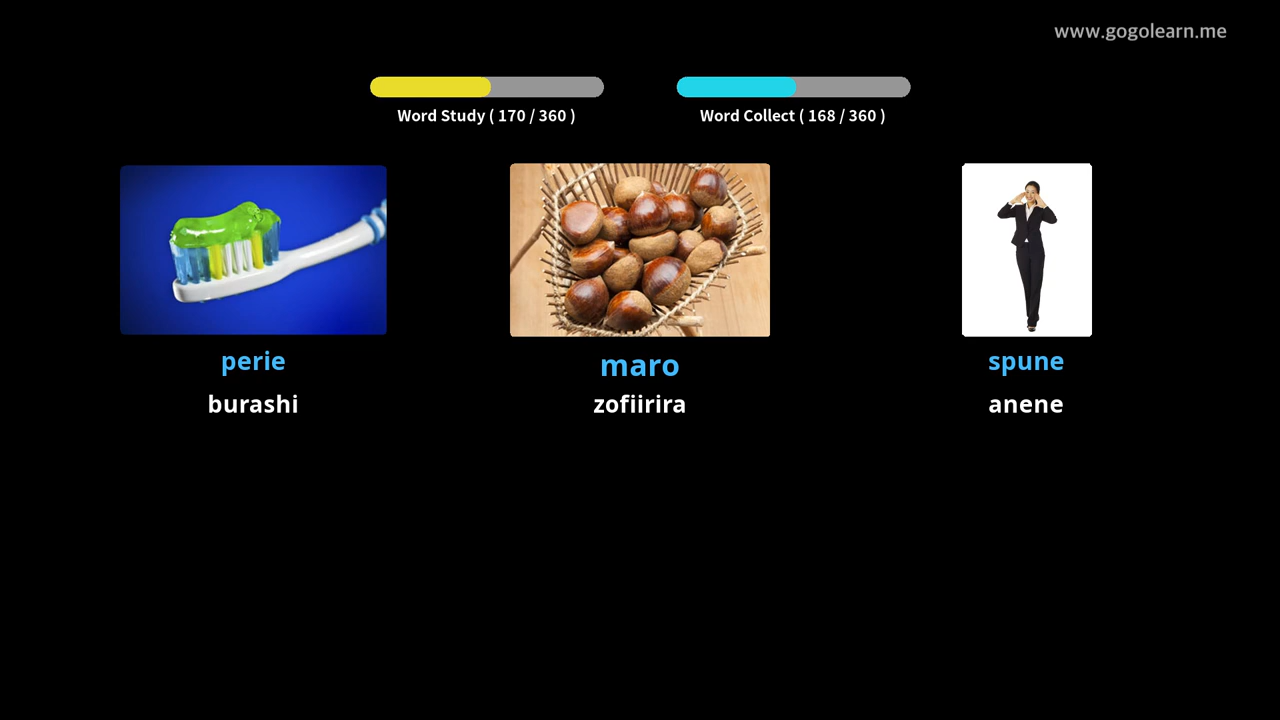 www.gogolearn.me
Word Study ( 170 / 360 )
Word Collect ( 168 / 360 )
perie
maro
spune
burashi
zofiirira
anene